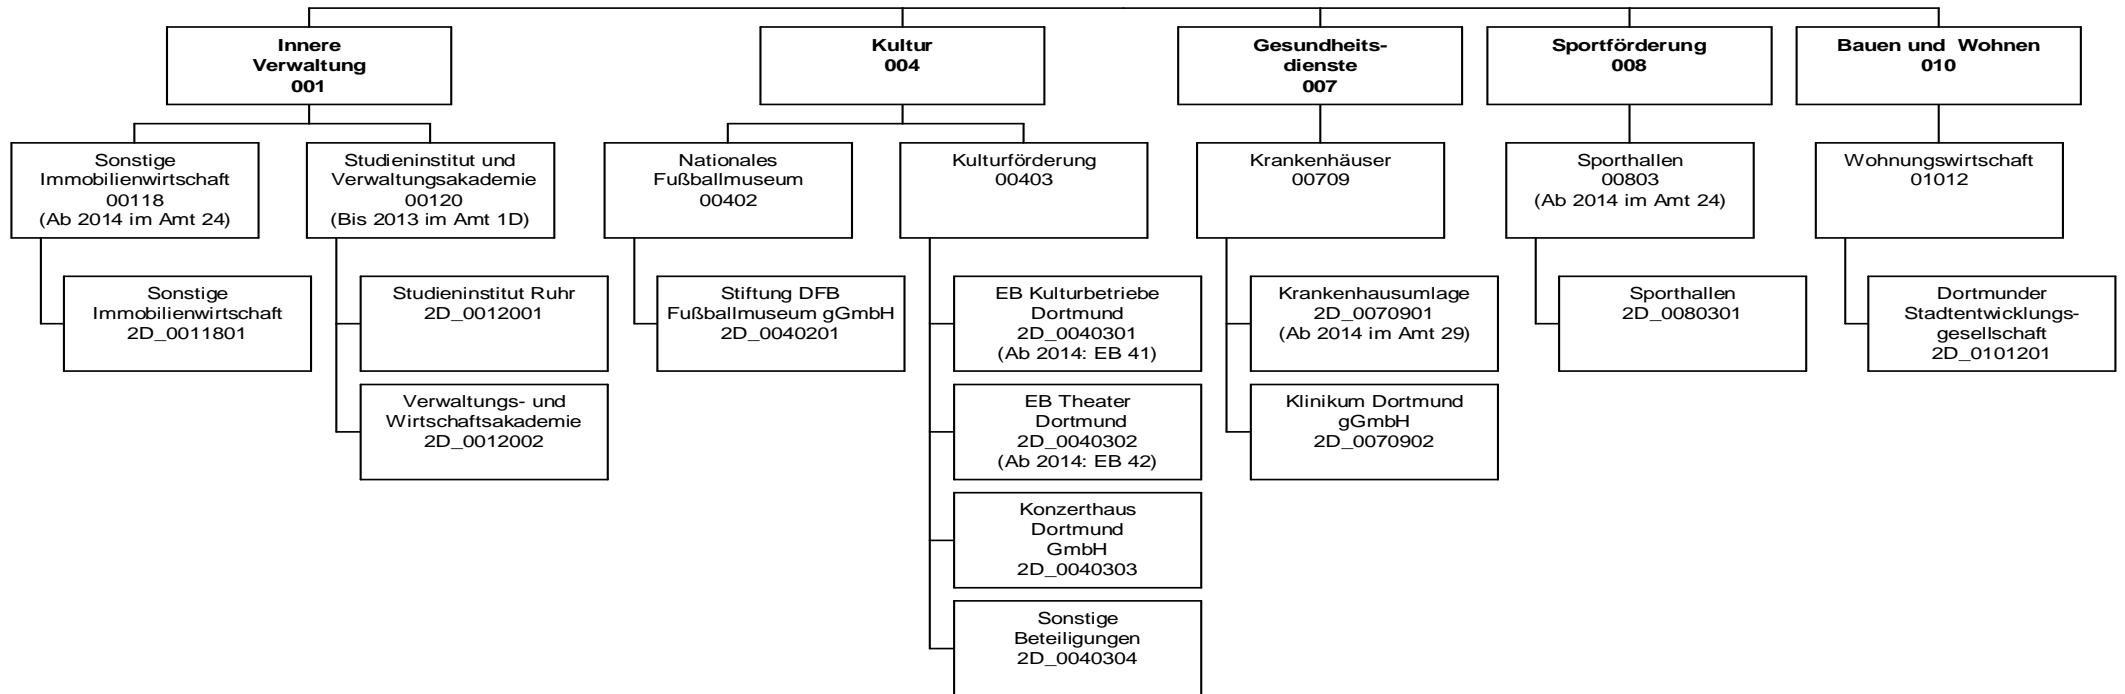 Innere
Verwaltung
001
Kultur
004
Gesundheits-
dienste
007
Sportförderung
008
Bauen und Wohnen
010
Sonstige
Immobilienwirtschaft
00118
(Ab 2014 im Amt 24)
Studieninstitut und
Verwaltungsakademie
00120
(Bis 2013 im Amt 1D)
Nationales
Fußballmuseum
00402
Kulturförderung
00403
Krankenhäuser
00709
Sporthallen
00803
(Ab 2014 im Amt 24)
Wohnungswirtschaft
01012
Sonstige
Immobilienwirtschaft
2D_0011801
Studieninstitut Ruhr
2D_0012001
Stiftung DFB
Fußballmuseum gGmbH
2D_0040201
EB Kulturbetriebe
Dortmund
2D_0040301
(Ab 2014: EB 41)
Krankenhausumlage
2D_0070901
(Ab 2014 im Amt 29)
Sporthallen
2D_0080301
Dortmunder
Stadtentwicklungs-
gesellschaft
2D_0101201
Verwaltungs- und
Wirtschaftsakademie
2D_0012002
EB Theater
Dortmund
2D_0040302
(Ab 2014: EB 42)
Klinikum Dortmund
gGmbH
2D_0070902
Konzerthaus
Dortmund
GmbH
2D_0040303
Sonstige
Beteiligungen
2D_0040304